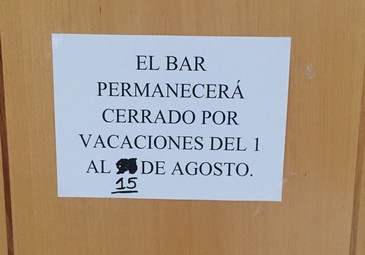 EL BAR
PERMANECERÁ
CERRADO POR
VACACIONES DEL 1
AL DE AGOSTO.
15